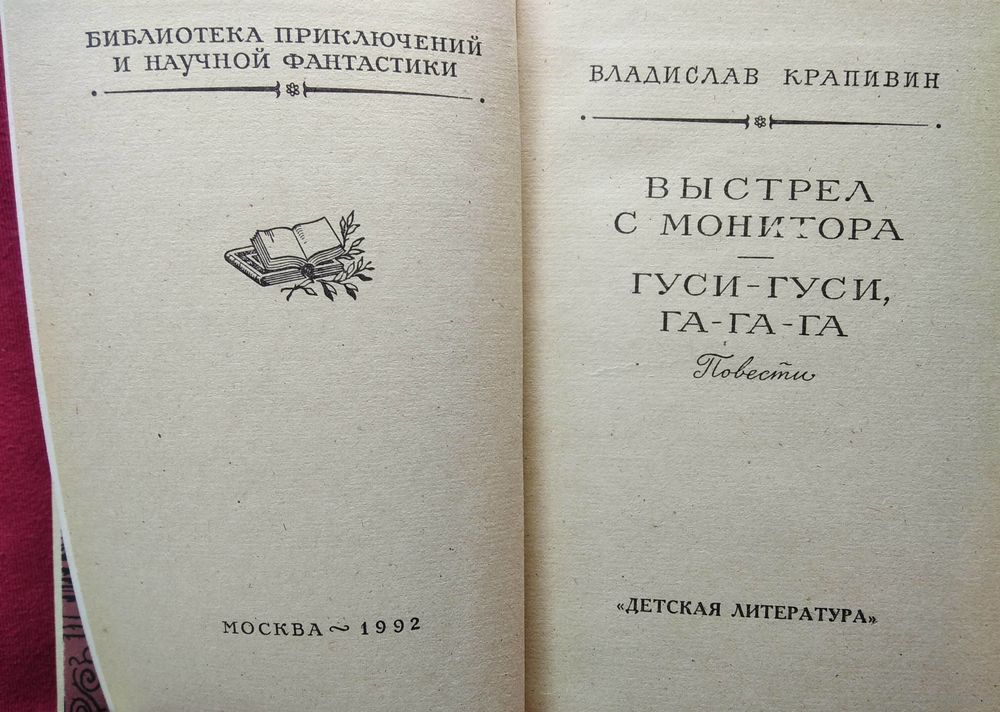 БИБЛИОТЕКА ПРИКЛЮЧЕНИЙ
И НАУЧНОЙ ФАНТАСТИКИ
МОСКВА ~ 1992
ВЛАДИСЛАВ КРАПИВИН
ВЫСТРЕЛ
С МОНИТОРА
—
ГУСИ-ГУСИ,
ГА-ГА-ГА
Повести
«ДЕТСКАЯ ЛИТЕРАТУРА»